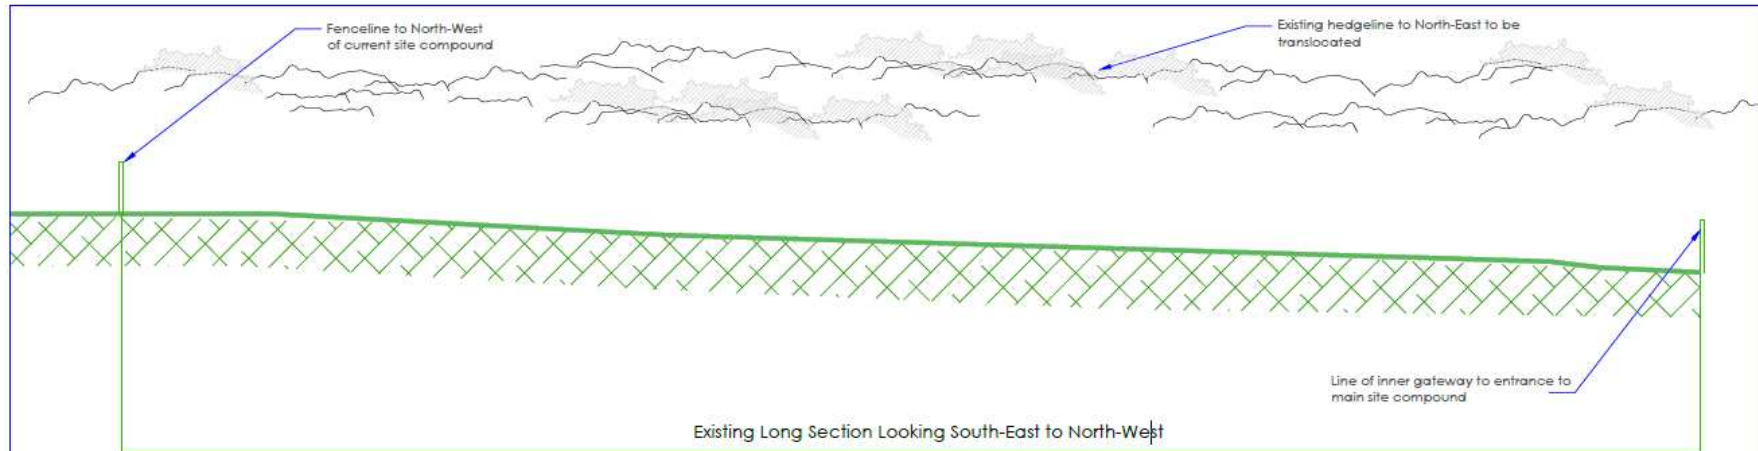 Fenceline to North-West
of current site compound
Existing hedgeline to North-East to be
translocated
Line of inner gateway to entrance to
main site compound
Existing Long Section Looking South-East to North-West